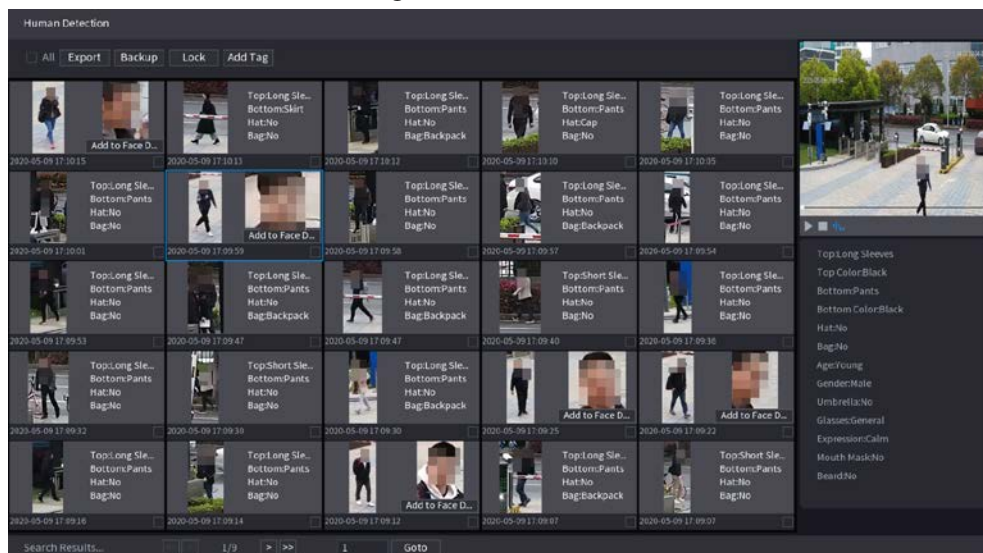 Human Detection
All Export Backup Lock Add Tag
Add to Face D...
2020-05-09 17:10:15
Top:Long Sle...
Bottom:Skirt
Hat:No
Bag:No
2020-05-09 17:10:13
Top:Long Sle...
Bottom:Pants
Hat:No
Bag:Backpack
2020-05-09 17:10:12
Top:Long Sle...
Bottom:Pants
Hat:Cap
Bag:No
2020-05-09 17:10:10
Top:Long Sle...
Bottom:Pants
Hat:No
Bag:No
2020-05-09 17:10:35
Top:Long Sle...
Bottom:Pants
Hat:No
Bag:No
2020-05-09 17:10:01
Add to Face D...
2020-05-09 17:09:59
Top:Long Sle...
Bottom:Pants
Hat:No
Bag:No
2020-05-09 17:09:58
Top:Long Sle...
Bottom:Pants
Hat:No
Bag:Backpack
2020-05-09 17:09:57
Top:Long Sle...
Bottom:Pants
Hat:No
Bag:No
2020-05-09 17:09:54
Top:Long Sle...
Bottom:Pants
Hat:No
Bag:No
2020-05-09 17:09:53
Top:Long Sle...
Bottom:Pants
Hat:No
Bag:Backpack
2020-05-09 17:09:47
Top:Long Sle...
Bottom:Pants
Hat:No
Bag:Backpack
2020-05-09 17:09:47
Top:Short Sle...
Bottom:Pants
Hat:No
Bag:No
2020-05-09 17:09:40
Top:Long Sle...
Bottom:Pants
Hat:No
Bag:No
2020-05-09 17:09:36
Top:Long Sle...
Bottom:Pants
Hat:No
Bag:No
2020-05-09 17:09:32
Top:Short Sle...
Bottom:Pants
Hat:No
Bag:No
2020-05-09 17:09:30
Top:Long Sle...
Bottom:Pants
Hat:No
Bag:Backpack
2020-05-09 17:09:30
Add to Face D...
2020-05-09 17:09:25
Add to Face D...
2020-05-09 17:09:22
Top:Long Sle...
Bottom:Pants
Hat:No
Bag:No
2020-05-09 17:09:16
Top:Long Sle...
Bottom:Pants
Hat:No
Bag:No
2020-05-09 17:09:14
Add to Face D...
2020-05-09 17:09:12
Top:Long Sle...
Bottom:Pants
Hat:No
Bag:Backpack
2020-05-09 17:09:07
Top:Short Sle...
Bottom:Pants
Hat:No
Bag:No
2020-05-09 17:09:07
Top:Long Sleeves
Top Color:Black
Bottom:Pants
Bottom Color:Black
Hat:No
Bag:No
Age:Young
Gender:Male
Umbrella:No
Glasses:General
Expression:Calm
Mouth Mask:No
Beard:No
Search Results... 1/9 > >> 1 Goto